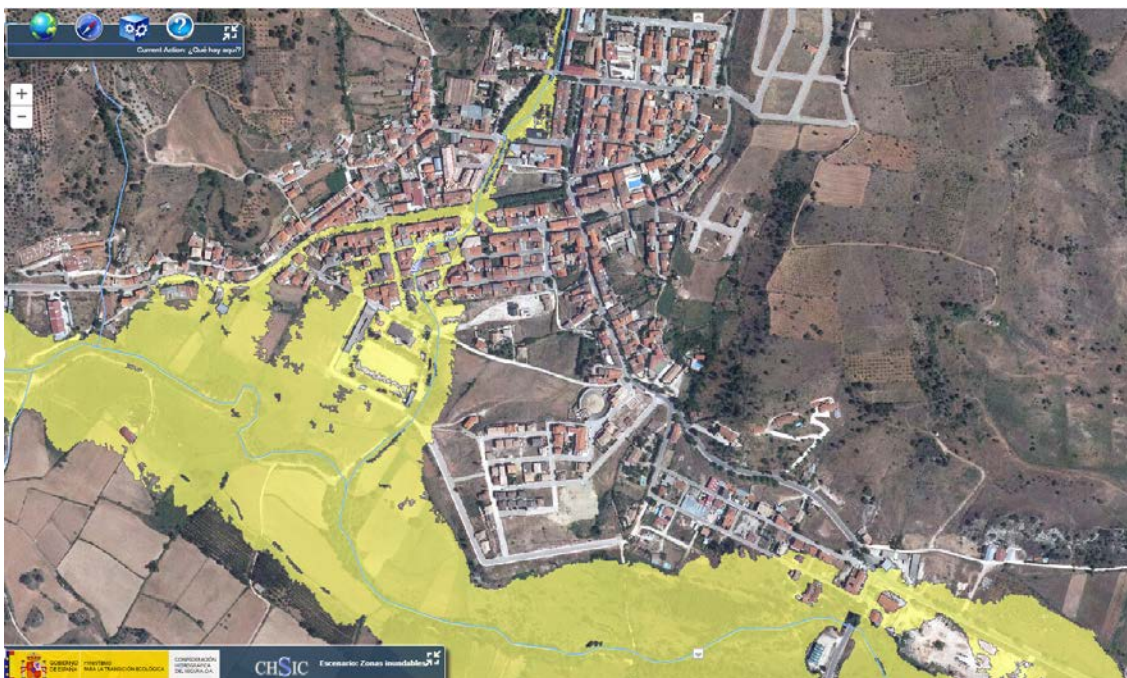 Current Action: ¿Qué hay aquí?
+
−
GOBIERNO
DE ESPAÑA
MINISTERIO
PARA LA TRANSICIÓN ECOLÓGICA
CONFEDERACIÓN
HIDROGRÁFICA
DEL SEGURA, O.A.
CHSIC
Escenario: Zonas inundables